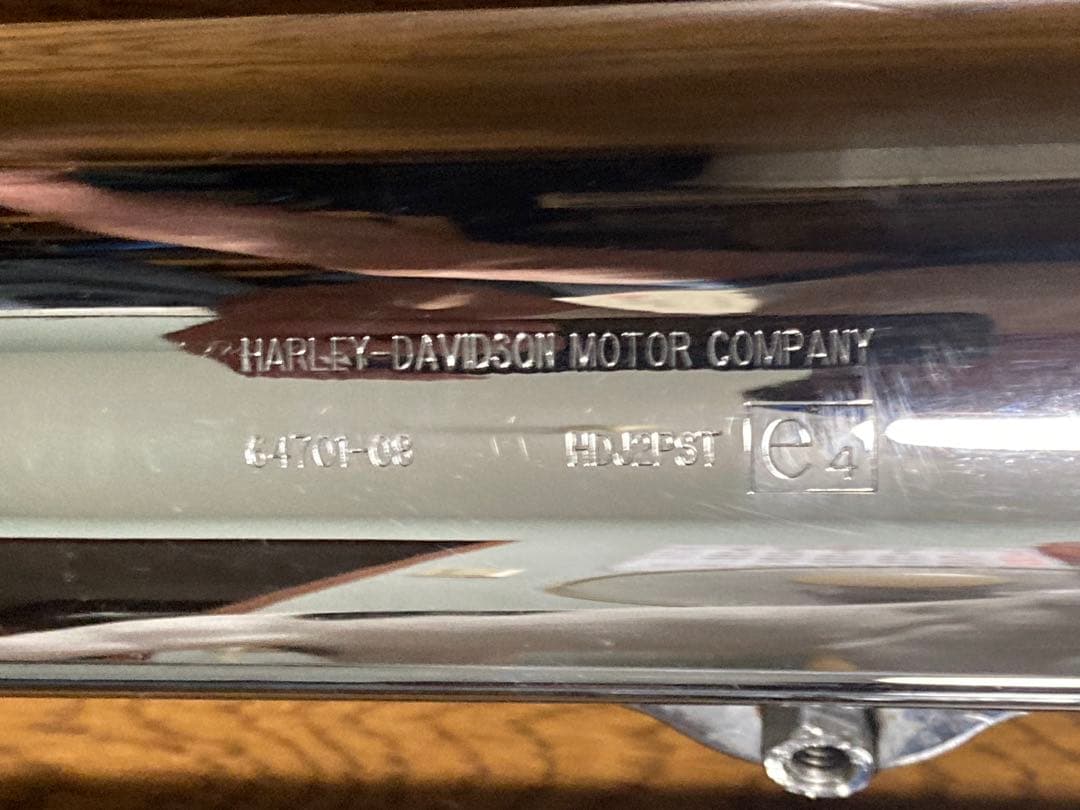 HARLEY-DAVIDSON MOTOR COMPANY
64701-08 HDJ2PST e4